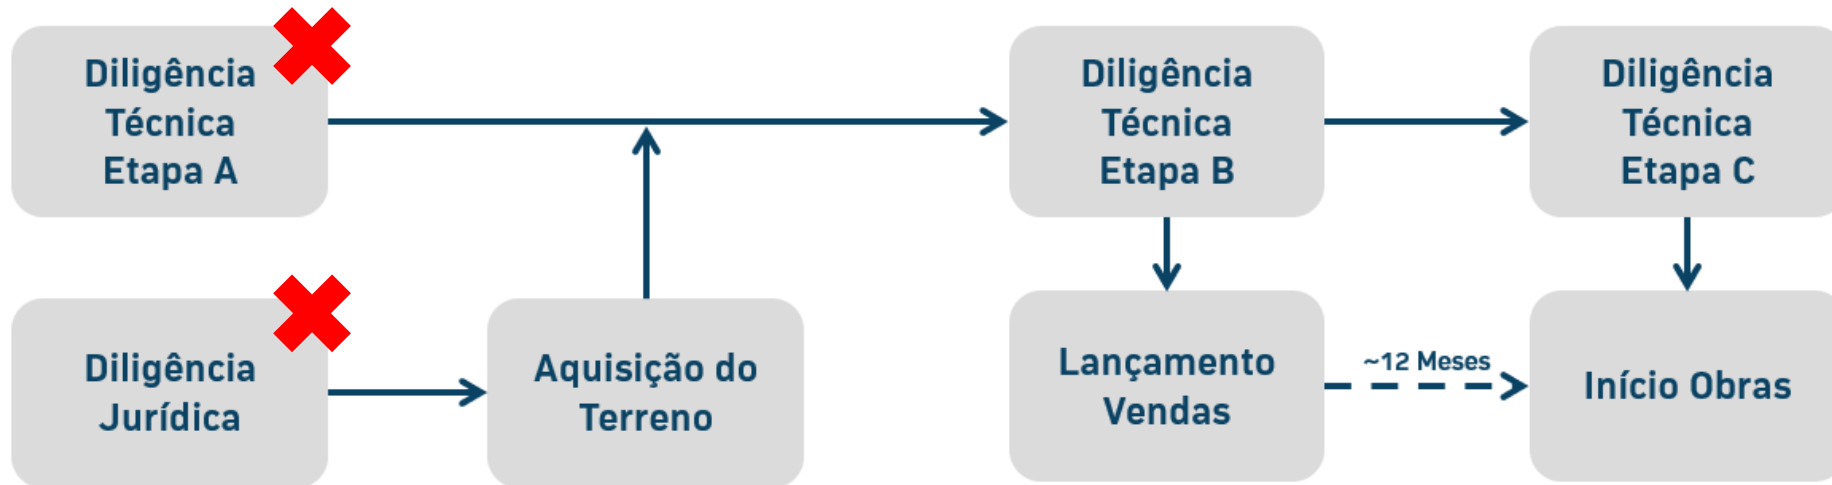 Diligência
Técnica
Etapa A
Diligência
Técnica
Etapa B
Diligência
Técnica
Etapa C
Diligência
Jurídica
Aquisição do
Terreno
Lançamento
Vendas
~12 Meses
Início Obras